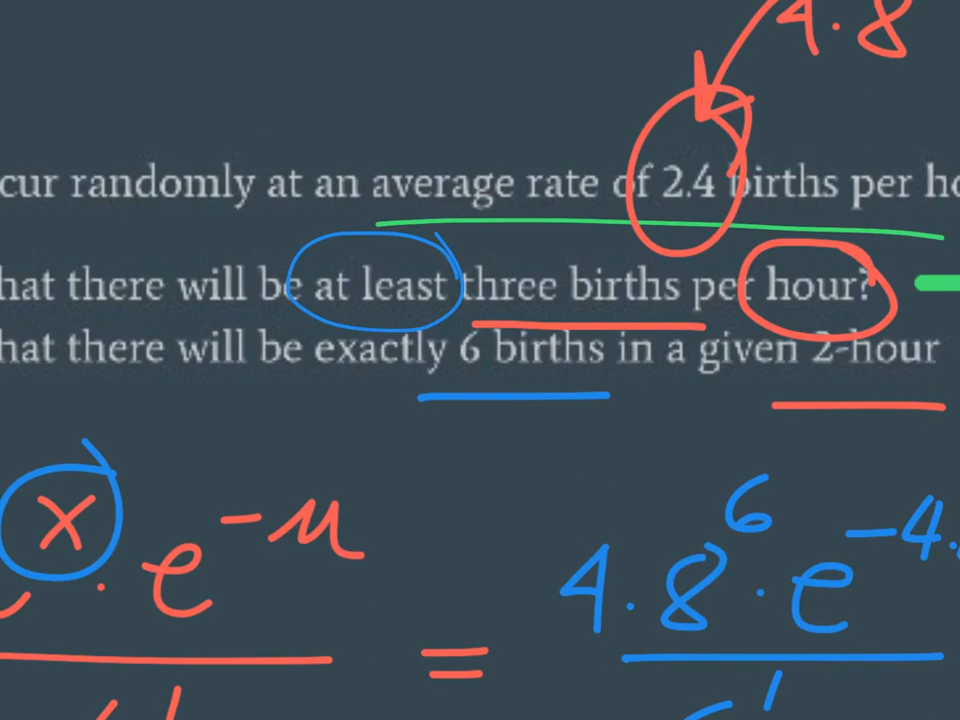 4.8
cur randomly at an average rate of 2.4 births per ho
hat there will be at least three births per hour?
hat there will be exactly 6 births in a given 2-hour
x · e^-μ = 4.8^6 · e^-4.